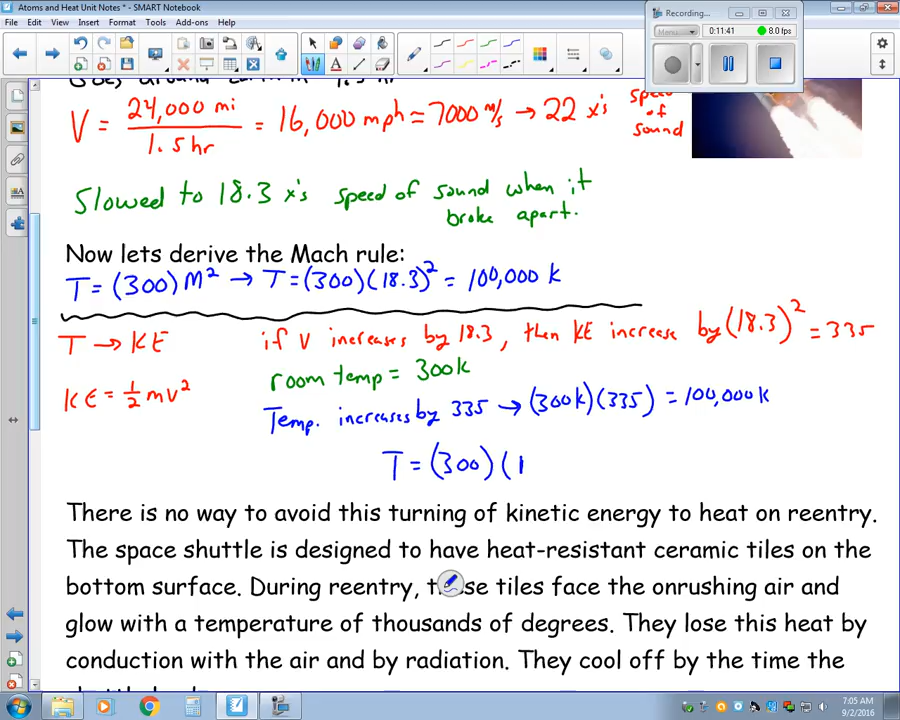 Atoms and Heat Unit Notes * - SMART Notebook
File Edit View Insert Format Tools Add-ons Help
Recording...
Menu
0:11:41
8.0 fps
V = 24,000 mi / 1.5 hr = 16,000 mph ≈ 7000 m/s → 22 x's speed of sound
Slowed to 18.3 x's speed of sound when it
broke apart.
Now lets derive the Mach rule:
T = (300) M² → T = (300)(18.3)² = 100,000 K
T → KE
if V increases by 18.3, then KE increase by (18.3)² = 335
room temp = 300K
KE = ½ mv²
Temp. increases by 335 → (300K)(335) = 100,000K
T = (300) (1
There is no way to avoid this turning of kinetic energy to heat on reentry.
The space shuttle is designed to have heat-resistant ceramic tiles on the
bottom surface. During reentry, these tiles face the onrushing air and
glow with a temperature of thousands of degrees. They lose this heat by
conduction with the air and by radiation. They cool off by the time the
7:05 AM
9/2/2016